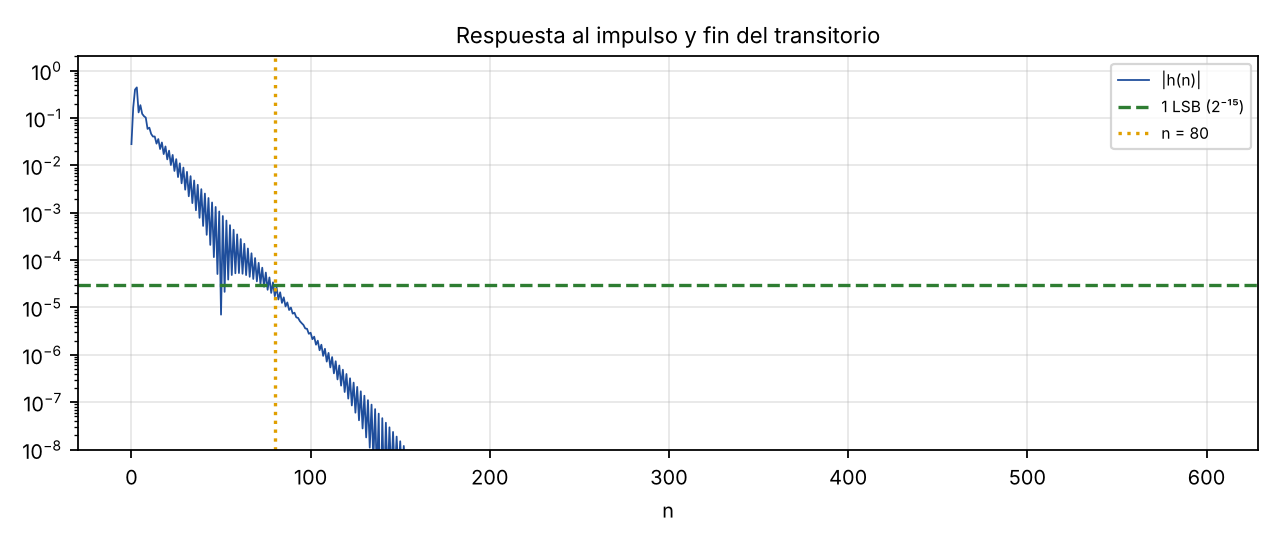 Respuesta al impulso y fin del transitorio
10⁰
10⁻¹
10⁻²
10⁻³
10⁻⁴
10⁻⁵
10⁻⁶
10⁻⁷
10⁻⁸
|h(n)|
1 LSB (2⁻¹⁵)
n = 80
0 100 200 300 400 500 600
n